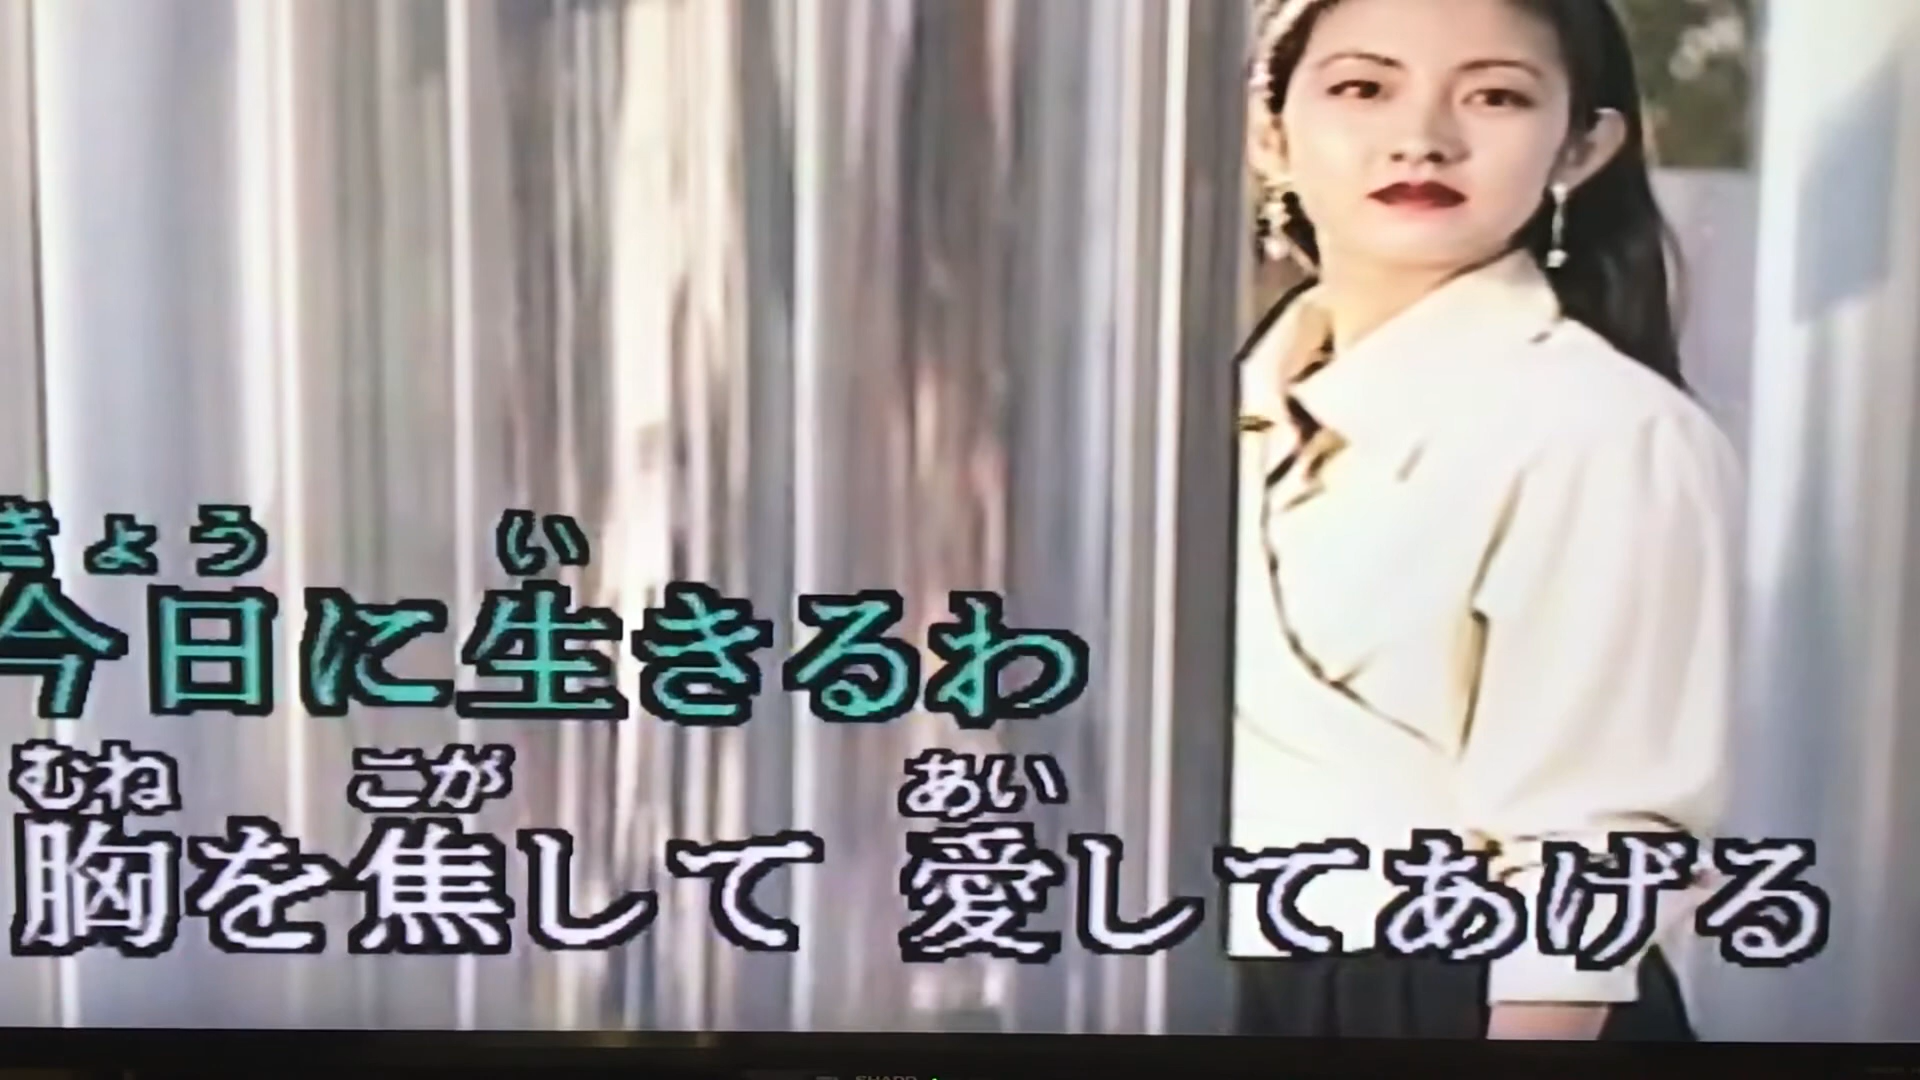 きょう い
今日に生きるわ
むね こが あい
胸を焦して 愛してあげる
SHARP